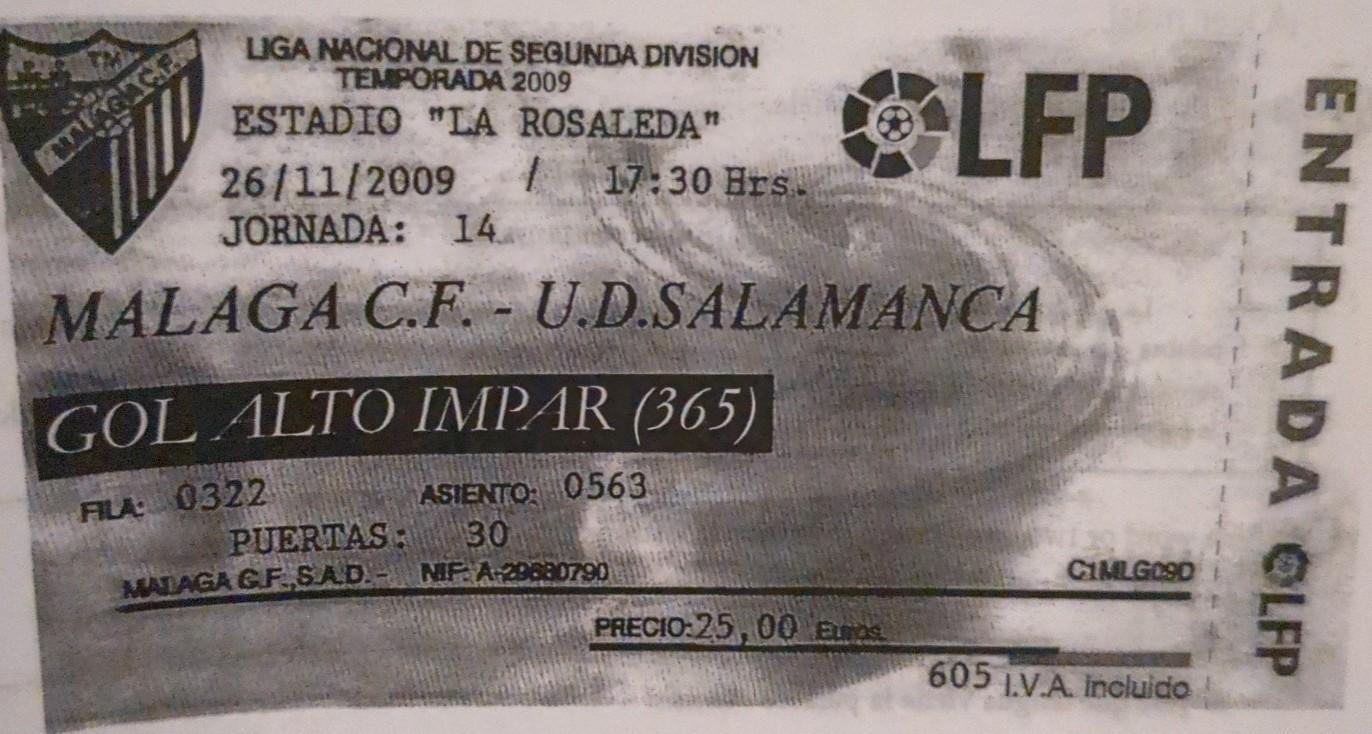 MALAGA C.F.
TM
LIGA NACIONAL DE SEGUNDA DIVISION
TEMPORADA 2009
ESTADIO "LA ROSALEDA"
26/11/2009 / 17:30 Hrs.
JORNADA: 14
LFP
MALAGA C.F. - U.D.SALAMANCA
GOL ALTO IMPAR (365)
FILA: 0322 ASIENTO: 0563
PUERTAS: 30
MALAGA C.F.,S.A.D.- NIF: A-29680790
C1MLG09D
PRECIO:25,00 Euros.
605 I.V.A. incluido
ENTRADA LFP